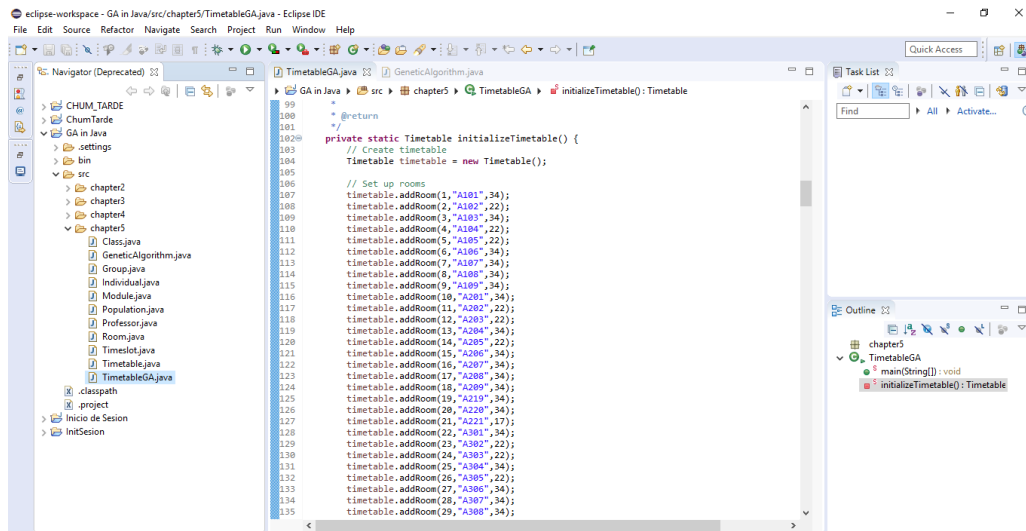 eclipse-workspace - GA in Java/src/chapter5/TimetableGA.java - Eclipse IDE
File Edit Source Refactor Navigate Search Project Run Window Help
Quick Access
Navigator (Deprecated)
CHUM_TARDE
ChumTarde
GA in Java
.settings
bin
src
chapter2
chapter3
chapter4
chapter5
Class.java
GeneticAlgorithm.java
Group.java
Individual.java
Module.java
Population.java
Professor.java
Room.java
Timeslot.java
Timetable.java
TimetableGA.java
.classpath
.project
Inicio de Sesion
InitSesion
TimetableGA.java GeneticAlgorithm.java
GA in Java src chapter5 TimetableGA initializeTimetable() : Timetable
99 *
100 * @return
101 */
102 private static Timetable initializeTimetable() {
103 // Create timetable
104 Timetable timetable = new Timetable();
105
106 // Set up rooms
107 timetable.addRoom(1,"A101",34);
108 timetable.addRoom(2,"A102",22);
109 timetable.addRoom(3,"A103",34);
110 timetable.addRoom(4,"A104",22);
111 timetable.addRoom(5,"A105",22);
112 timetable.addRoom(6,"A106",34);
113 timetable.addRoom(7,"A107",34);
114 timetable.addRoom(8,"A108",34);
115 timetable.addRoom(9,"A109",34);
116 timetable.addRoom(10,"A201",34);
117 timetable.addRoom(11,"A202",22);
118 timetable.addRoom(12,"A203",22);
119 timetable.addRoom(13,"A204",34);
120 timetable.addRoom(14,"A205",22);
121 timetable.addRoom(15,"A206",34);
122 timetable.addRoom(16,"A207",34);
123 timetable.addRoom(17,"A208",34);
124 timetable.addRoom(18,"A209",34);
125 timetable.addRoom(19,"A219",34);
126 timetable.addRoom(20,"A220",34);
127 timetable.addRoom(21,"A221",17);
128 timetable.addRoom(22,"A301",34);
129 timetable.addRoom(23,"A302",22);
130 timetable.addRoom(24,"A303",22);
131 timetable.addRoom(25,"A304",34);
132 timetable.addRoom(26,"A305",22);
133 timetable.addRoom(27,"A306",34);
134 timetable.addRoom(28,"A307",34);
135 timetable.addRoom(29,"A308",34);
Task List
Find All Activate...
Outline
chapter5
TimetableGA
main(String[]) : void
initializeTimetable() : Timetable